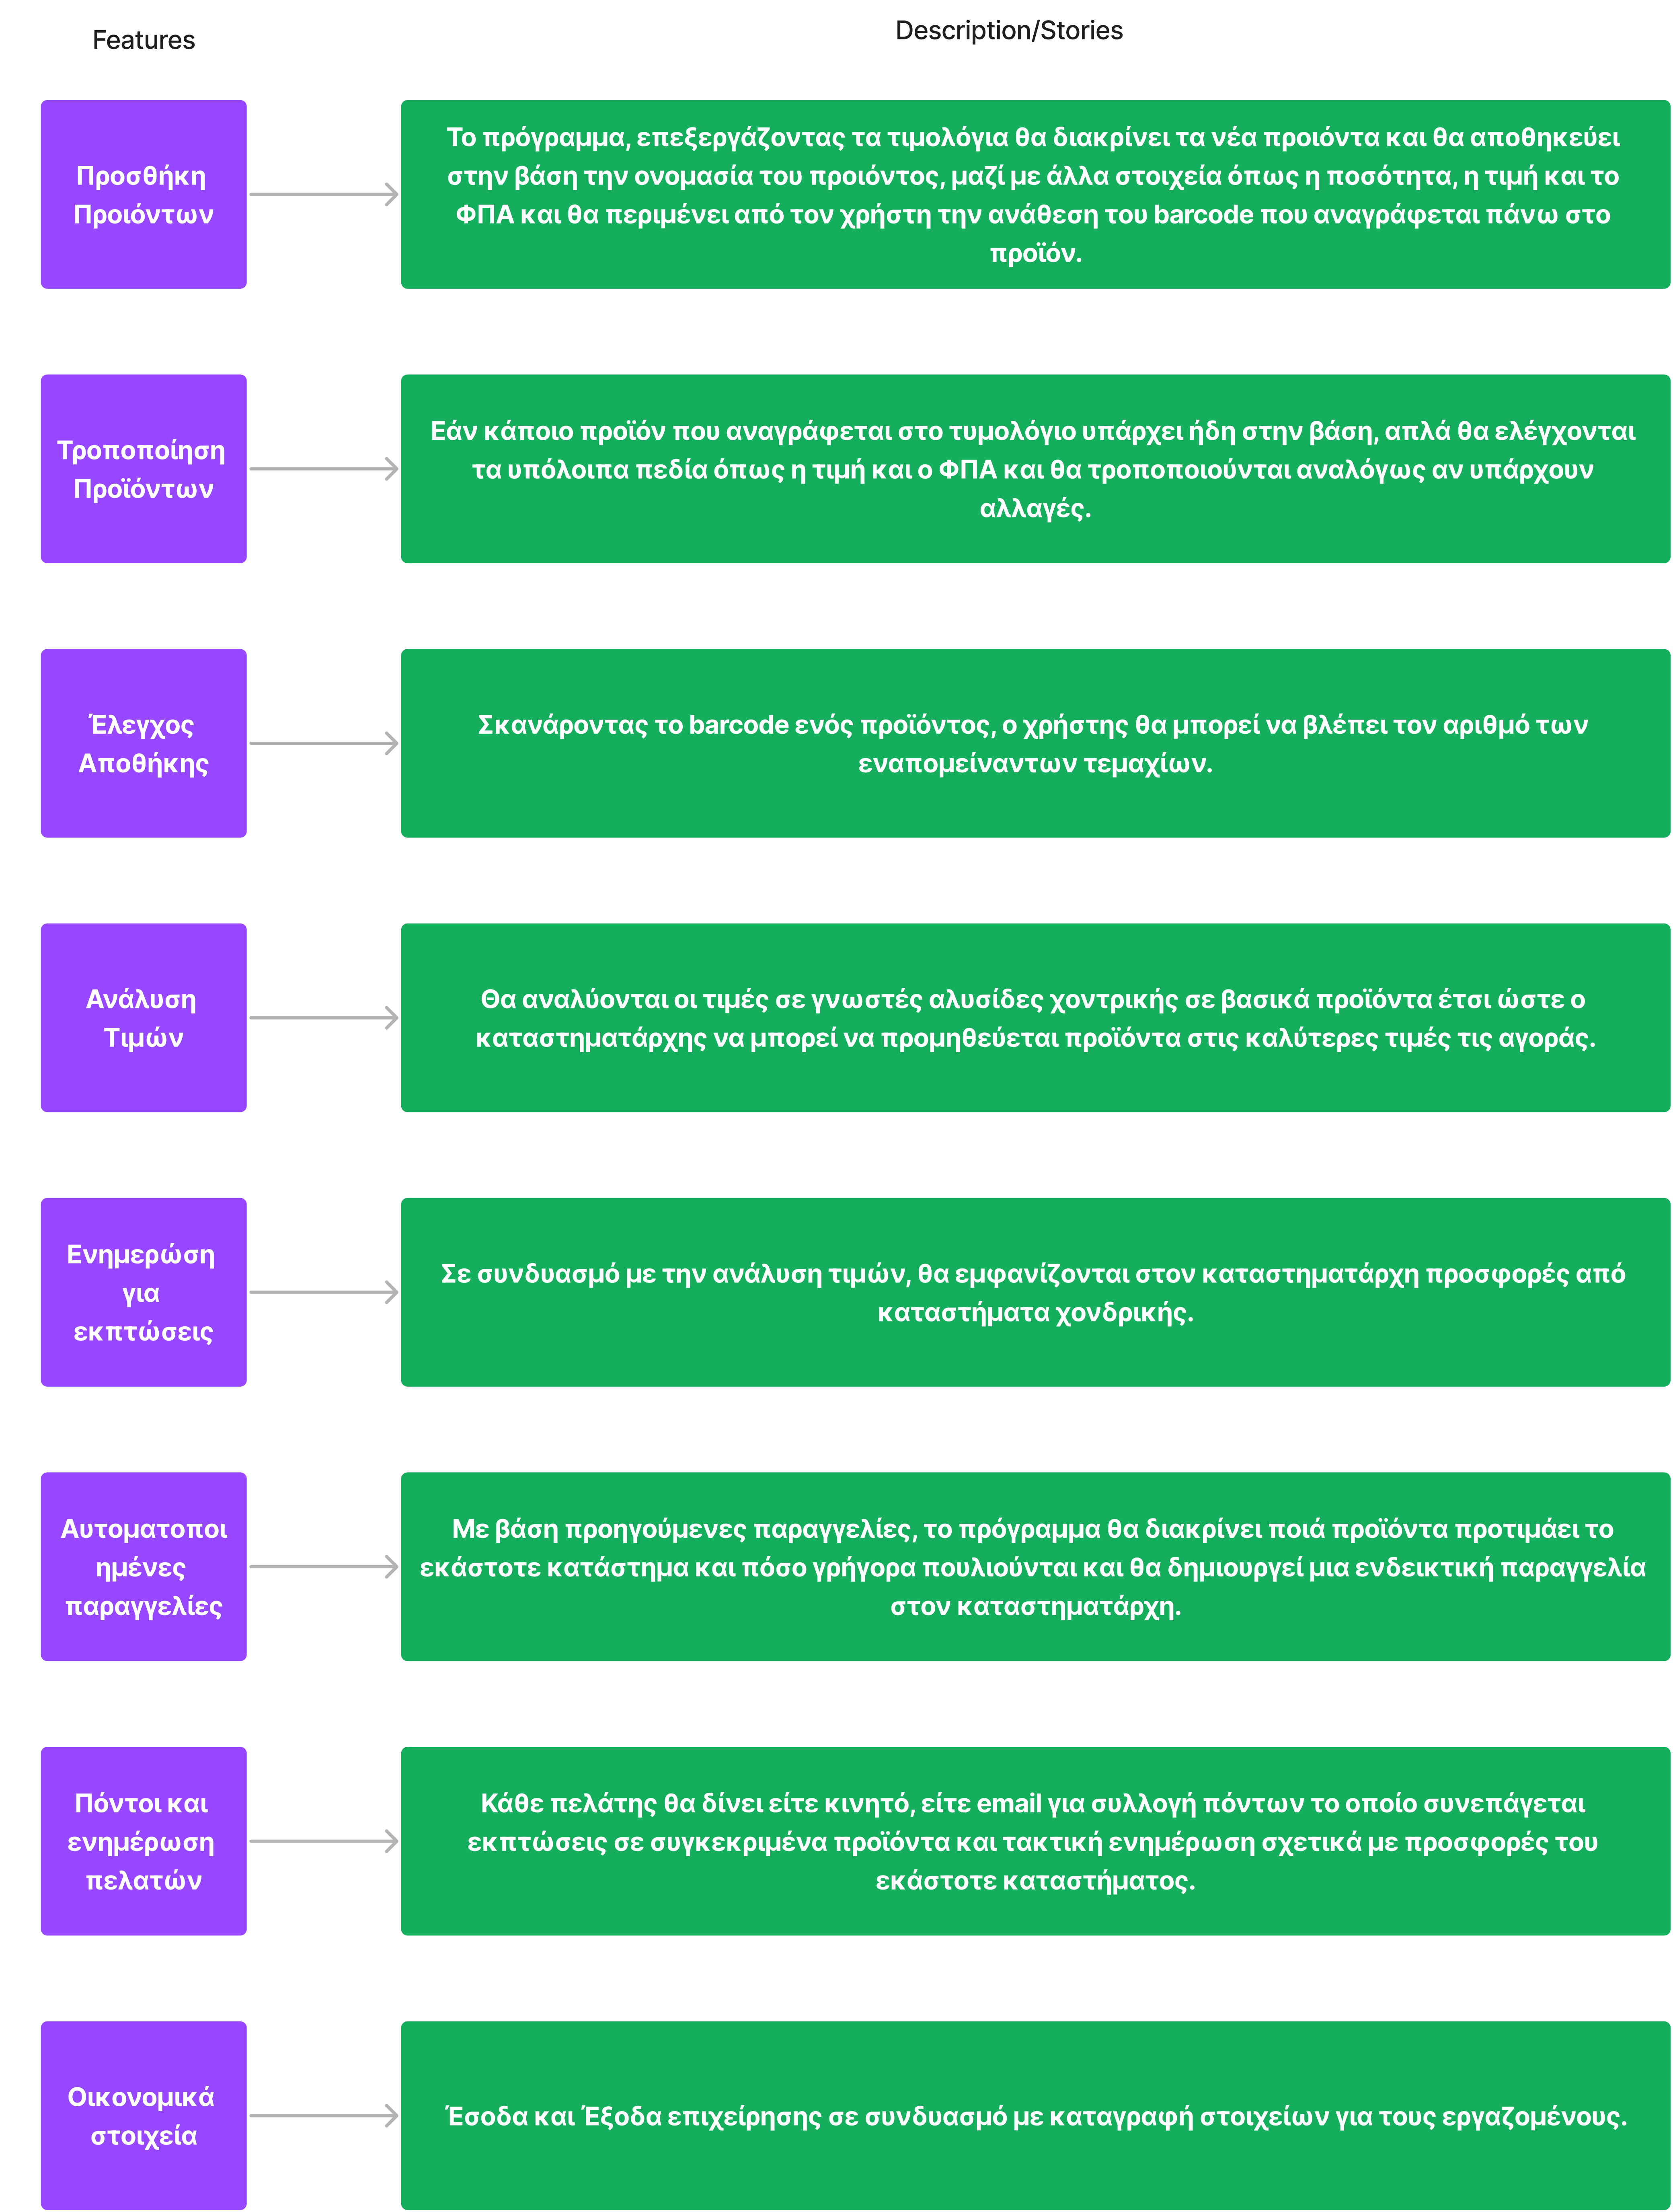 Features
Description/Stories
Προσθήκη
Προιόντων
Το πρόγραμμα, επεξεργάζοντας τα τιμολόγια θα διακρίνει τα νέα προιόντα και θα αποθηκεύει
στην βάση την ονομασία του προιόντος, μαζί με άλλα στοιχεία όπως η ποσότητα, η τιμή και το
ΦΠΑ και θα περιμένει από τον χρήστη την ανάθεση του barcode που αναγράφεται πάνω στο
προϊόν.
Τροποποίηση
Προϊόντων
Εάν κάποιο προϊόν που αναγράφεται στο τυμολόγιο υπάρχει ήδη στην βάση, απλά θα ελέγχονται
τα υπόλοιπα πεδία όπως η τιμή και ο ΦΠΑ και θα τροποποιούνται αναλόγως αν υπάρχουν
αλλαγές.
Έλεγχος
Αποθήκης
Σκανάροντας το barcode ενός προϊόντος, ο χρήστης θα μπορεί να βλέπει τον αριθμό των
εναπομείναντων τεμαχίων.
Ανάλυση
Τιμών
Θα αναλύονται οι τιμές σε γνωστές αλυσίδες χοντρικής σε βασικά προϊόντα έτσι ώστε ο
καταστηματάρχης να μπορεί να προμηθεύεται προϊόντα στις καλύτερες τιμές τις αγοράς.
Ενημερώση
για
εκπτώσεις
Σε συνδυασμό με την ανάλυση τιμών, θα εμφανίζονται στον καταστηματάρχη προσφορές από
καταστήματα χονδρικής.
Αυτοματοποι
ημένες
παραγγελίες
Με βάση προηγούμενες παραγγελίες, το πρόγραμμα θα διακρίνει ποιά προϊόντα προτιμάει το
εκάστοτε κατάστημα και πόσο γρήγορα πουλιούνται και θα δημιουργεί μια ενδεικτική παραγγελία
στον καταστηματάρχη.
Πόντοι και
ενημέρωση
πελατών
Κάθε πελάτης θα δίνει είτε κινητό, είτε email για συλλογή πόντων το οποίο συνεπάγεται
εκπτώσεις σε συγκεκριμένα προϊόντα και τακτική ενημέρωση σχετικά με προσφορές του
εκάστοτε καταστήματος.
Οικονομικά
στοιχεία
Έσοδα και Έξοδα επιχείρησης σε συνδυασμό με καταγραφή στοιχείων για τους εργαζομένους.